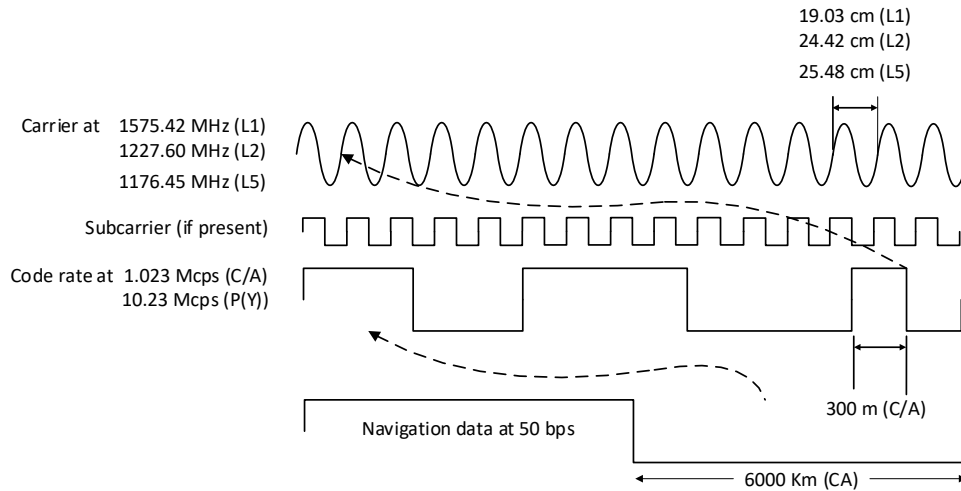 19.03 cm (L1)
24.42 cm (L2)
25.48 cm (L5)
Carrier at 1575.42 MHz (L1)
1227.60 MHz (L2)
1176.45 MHz (L5)
Subcarrier (if present)
Code rate at 1.023 Mcps (C/A)
10.23 Mcps (P(Y))
300 m (C/A)
Navigation data at 50 bps
6000 Km (CA)